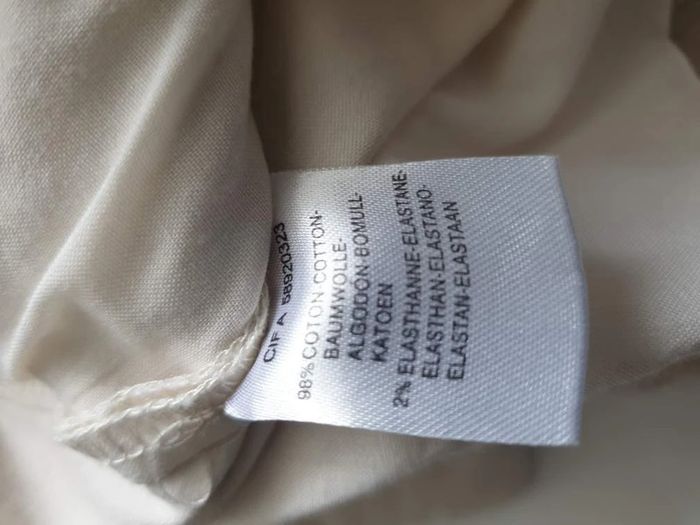 CIF A 58920323
98% COTON-COTTON-
BAUMWOLLE-
ALGODÓN-BOMULL-
KATOEN
2% ELASTHANNE-ELASTANE-
ELASTHAN-ELASTANO-
ELASTAN-ELASTAAN